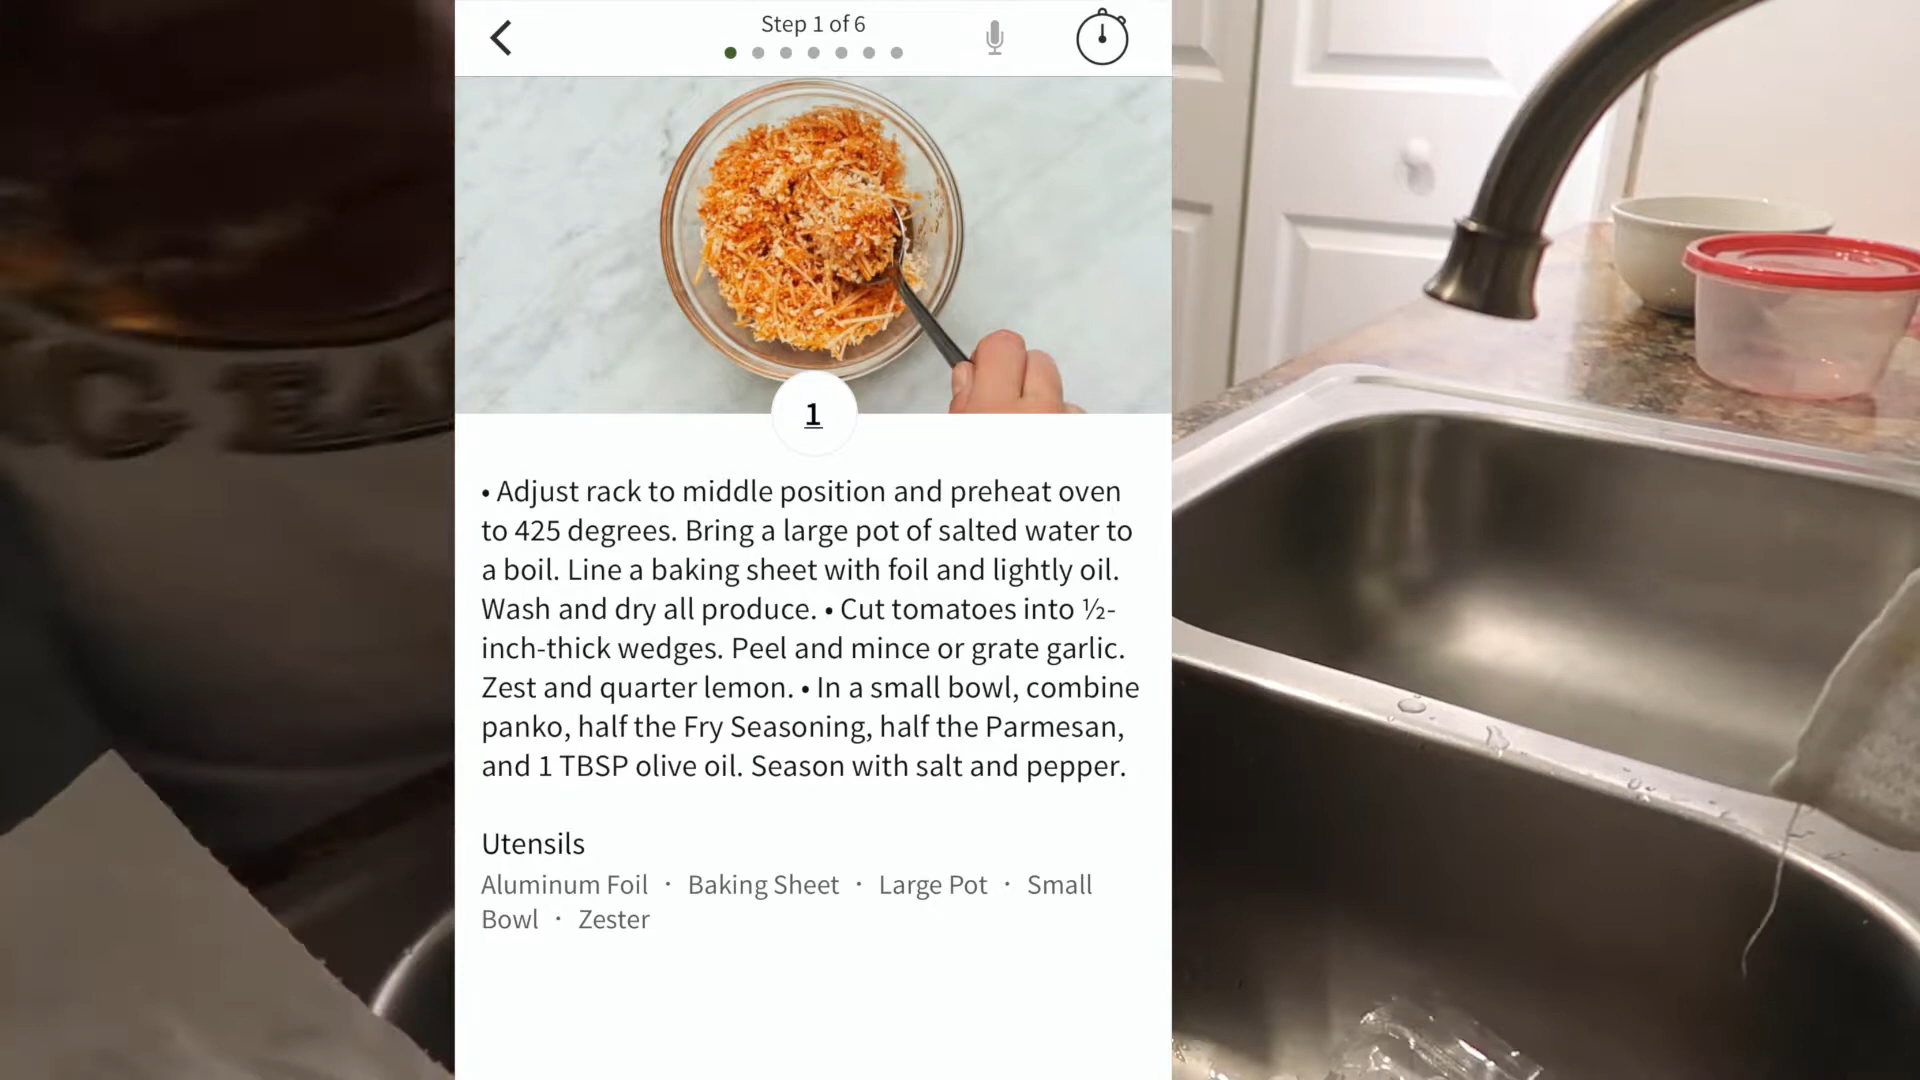 Step 1 of 6
1
• Adjust rack to middle position and preheat oven
to 425 degrees. Bring a large pot of salted water to
a boil. Line a baking sheet with foil and lightly oil.
Wash and dry all produce. • Cut tomatoes into ½-
inch-thick wedges. Peel and mince or grate garlic.
Zest and quarter lemon. • In a small bowl, combine
panko, half the Fry Seasoning, half the Parmesan,
and 1 TBSP olive oil. Season with salt and pepper.
Utensils
Aluminum Foil · Baking Sheet · Large Pot · Small
Bowl · Zester